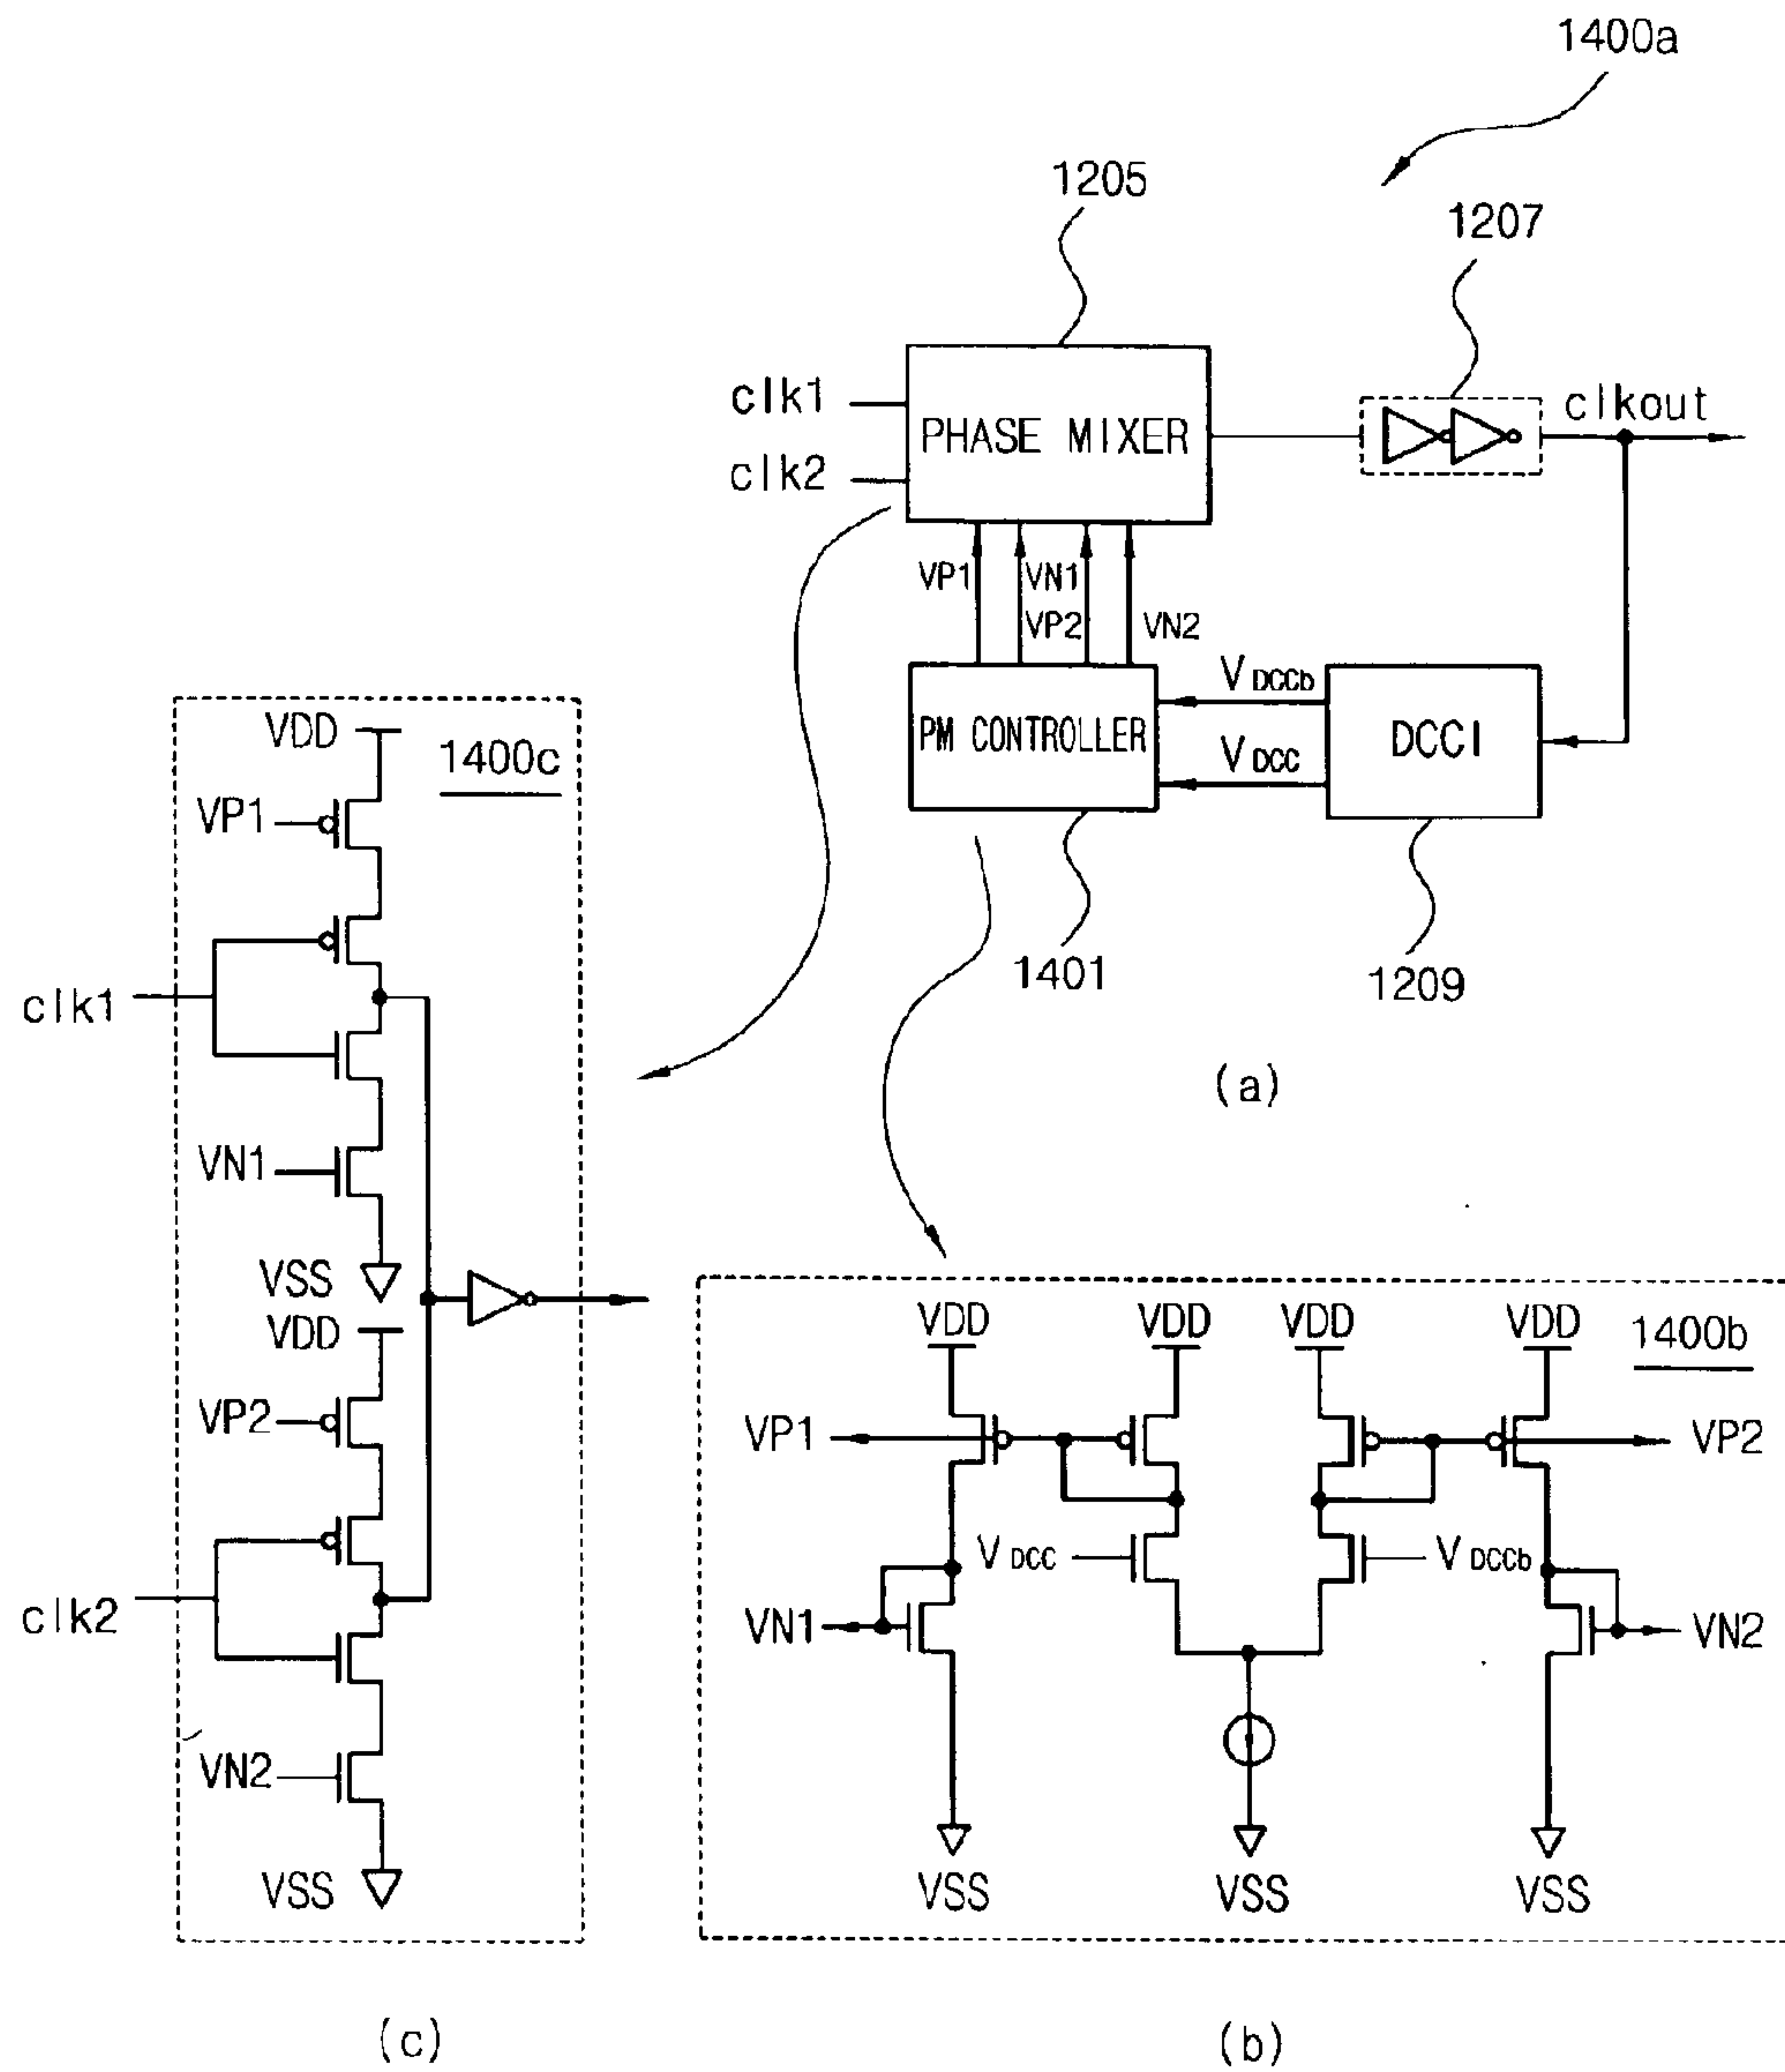 1400a
1205
1207
clk1
clk2
PHASE MIXER
clkout
VP1
VN1
VP2
VN2
PM CONTROLLER
VDCCb
VDCC
DCCI
1401
1209
(a)
VDD
1400c
VP1
clk1
VN1
VSS
VDD
VP2
clk2
VN2
VSS
(c)
VDD
VDD
VDD
VDD
1400b
VP1
VP2
VDCC
VDCCb
VN1
VN2
VSS
VSS
VSS
(b)